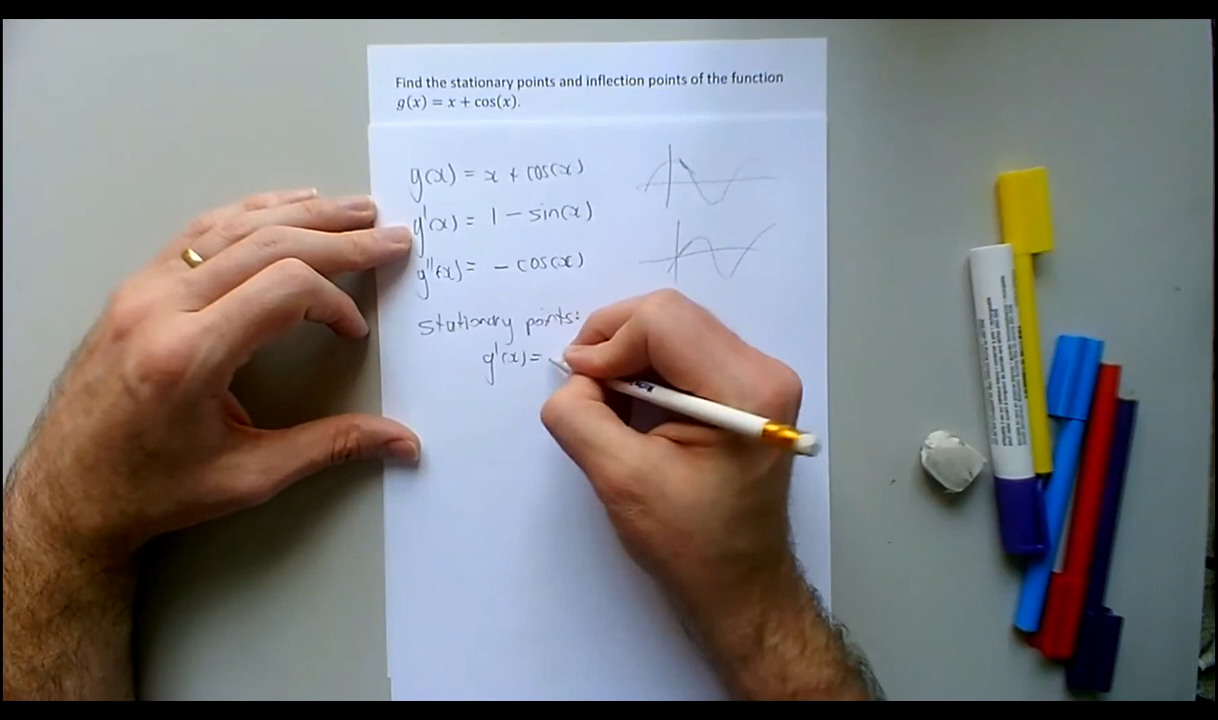 Find the stationary points and inflection points of the function
g(x) = x + cos(x).
g(x) = x + cos(x)
g'(x) = 1 - sin(x)
g''(x) = - cos(x)
Stationary points:
g'(x) =